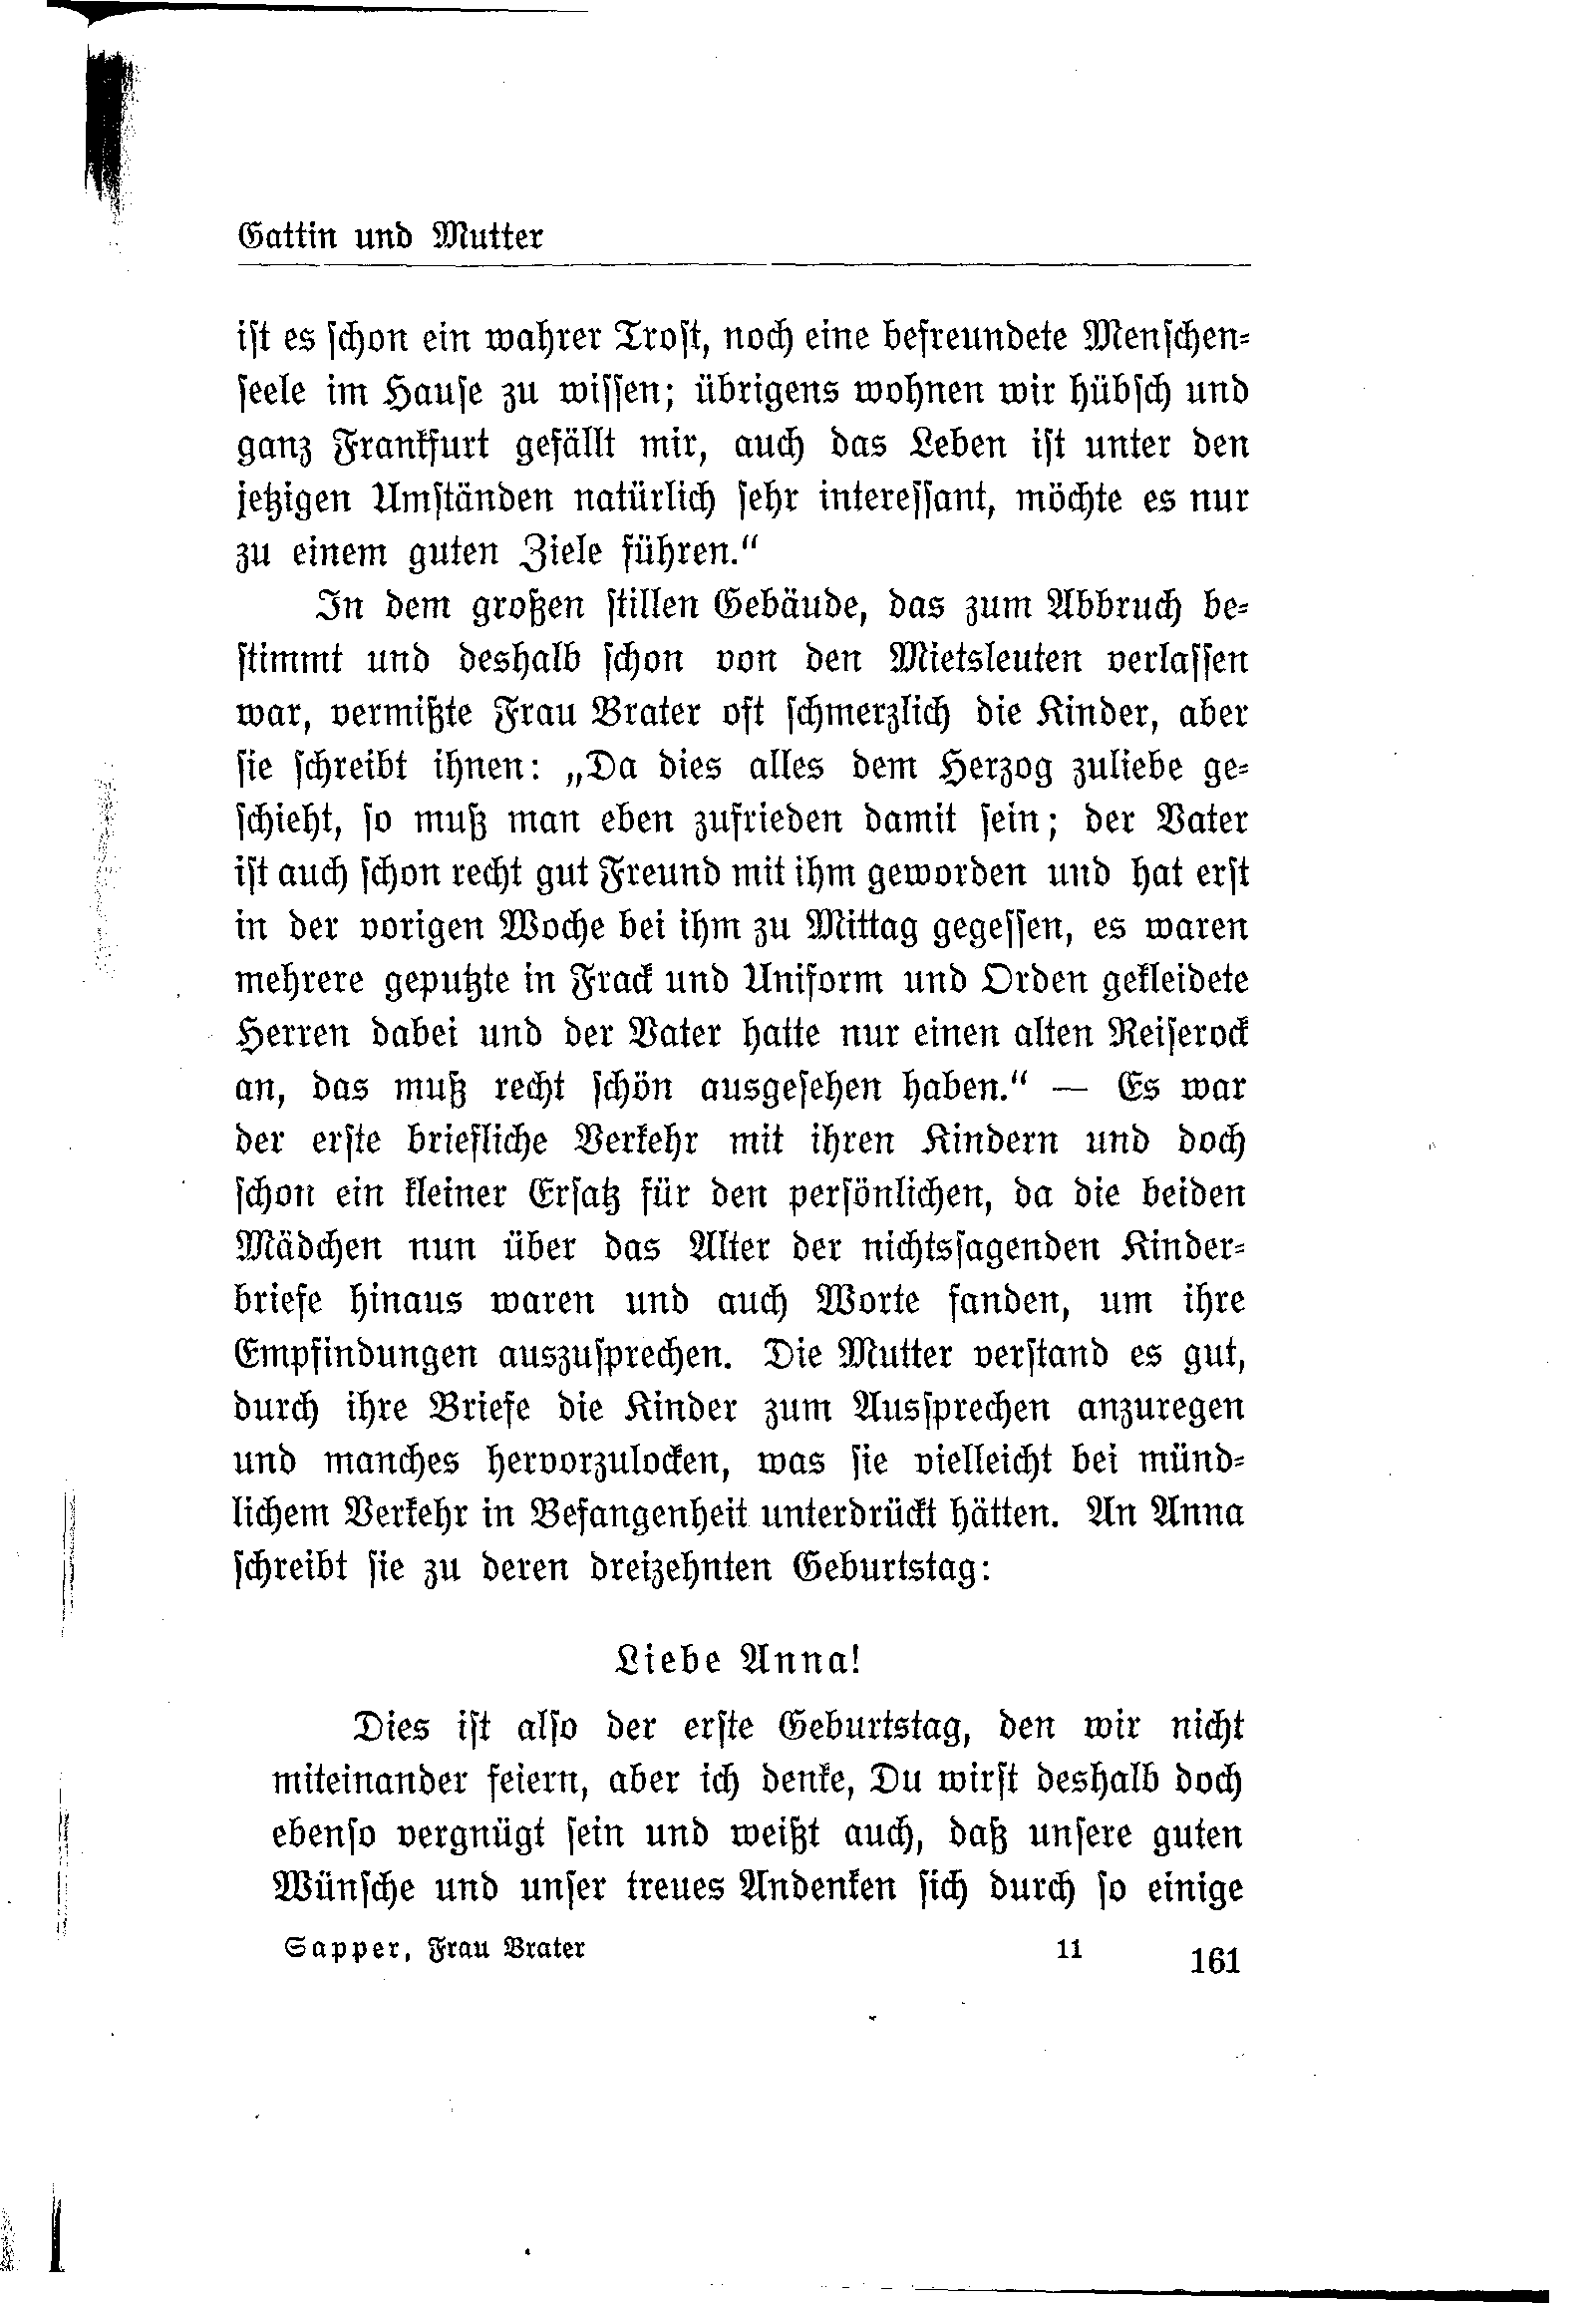 Gattin und Mutter
ist es schon ein wahrer Trost, noch eine befreundete Menschen-
seele im Hause zu wissen; übrigens wohnen wir hübsch und
ganz Frankfurt gefällt mir, auch das Leben ist unter den
jetzigen Umständen natürlich sehr interessant, möchte es nur
zu einem guten Ziele führen.“
In dem großen stillen Gebäude, das zum Abbruch be-
stimmt und deshalb schon von den Mietsleuten verlassen
war, vermißte Frau Brater oft schmerzlich die Kinder, aber
sie schreibt ihnen: „Da dies alles dem Herzog zuliebe ge-
schieht, so muß man eben zufrieden damit sein; der Vater
ist auch schon recht gut Freund mit ihm geworden und hat erst
in der vorigen Woche bei ihm zu Mittag gegessen, es waren
mehrere geputzte in Frack und Uniform und Orden gekleidete
Herren dabei und der Vater hatte nur einen alten Reiserock
an, das muß recht schön ausgesehen haben.“ — Es war
der erste briefliche Verkehr mit ihren Kindern und doch
schon ein kleiner Ersatz für den persönlichen, da die beiden
Mädchen nun über das Alter der nichtssagenden Kinder-
briefe hinaus waren und auch Worte fanden, um ihre
Empfindungen auszusprechen. Die Mutter verstand es gut,
durch ihre Briefe die Kinder zum Aussprechen anzuregen
und manches hervorzulocken, was sie vielleicht bei münd-
lichem Verkehr in Befangenheit unterdrückt hätten. An Anna
schreibt sie zu deren dreizehnten Geburtstag:
Liebe Anna!
Dies ist also der erste Geburtstag, den wir nicht
miteinander feiern, aber ich denke, Du wirst deshalb doch
ebenso vergnügt sein und weißt auch, daß unsere guten
Wünsche und unser treues Andenken sich durch so einige
Sapper, Frau Brater 11 161